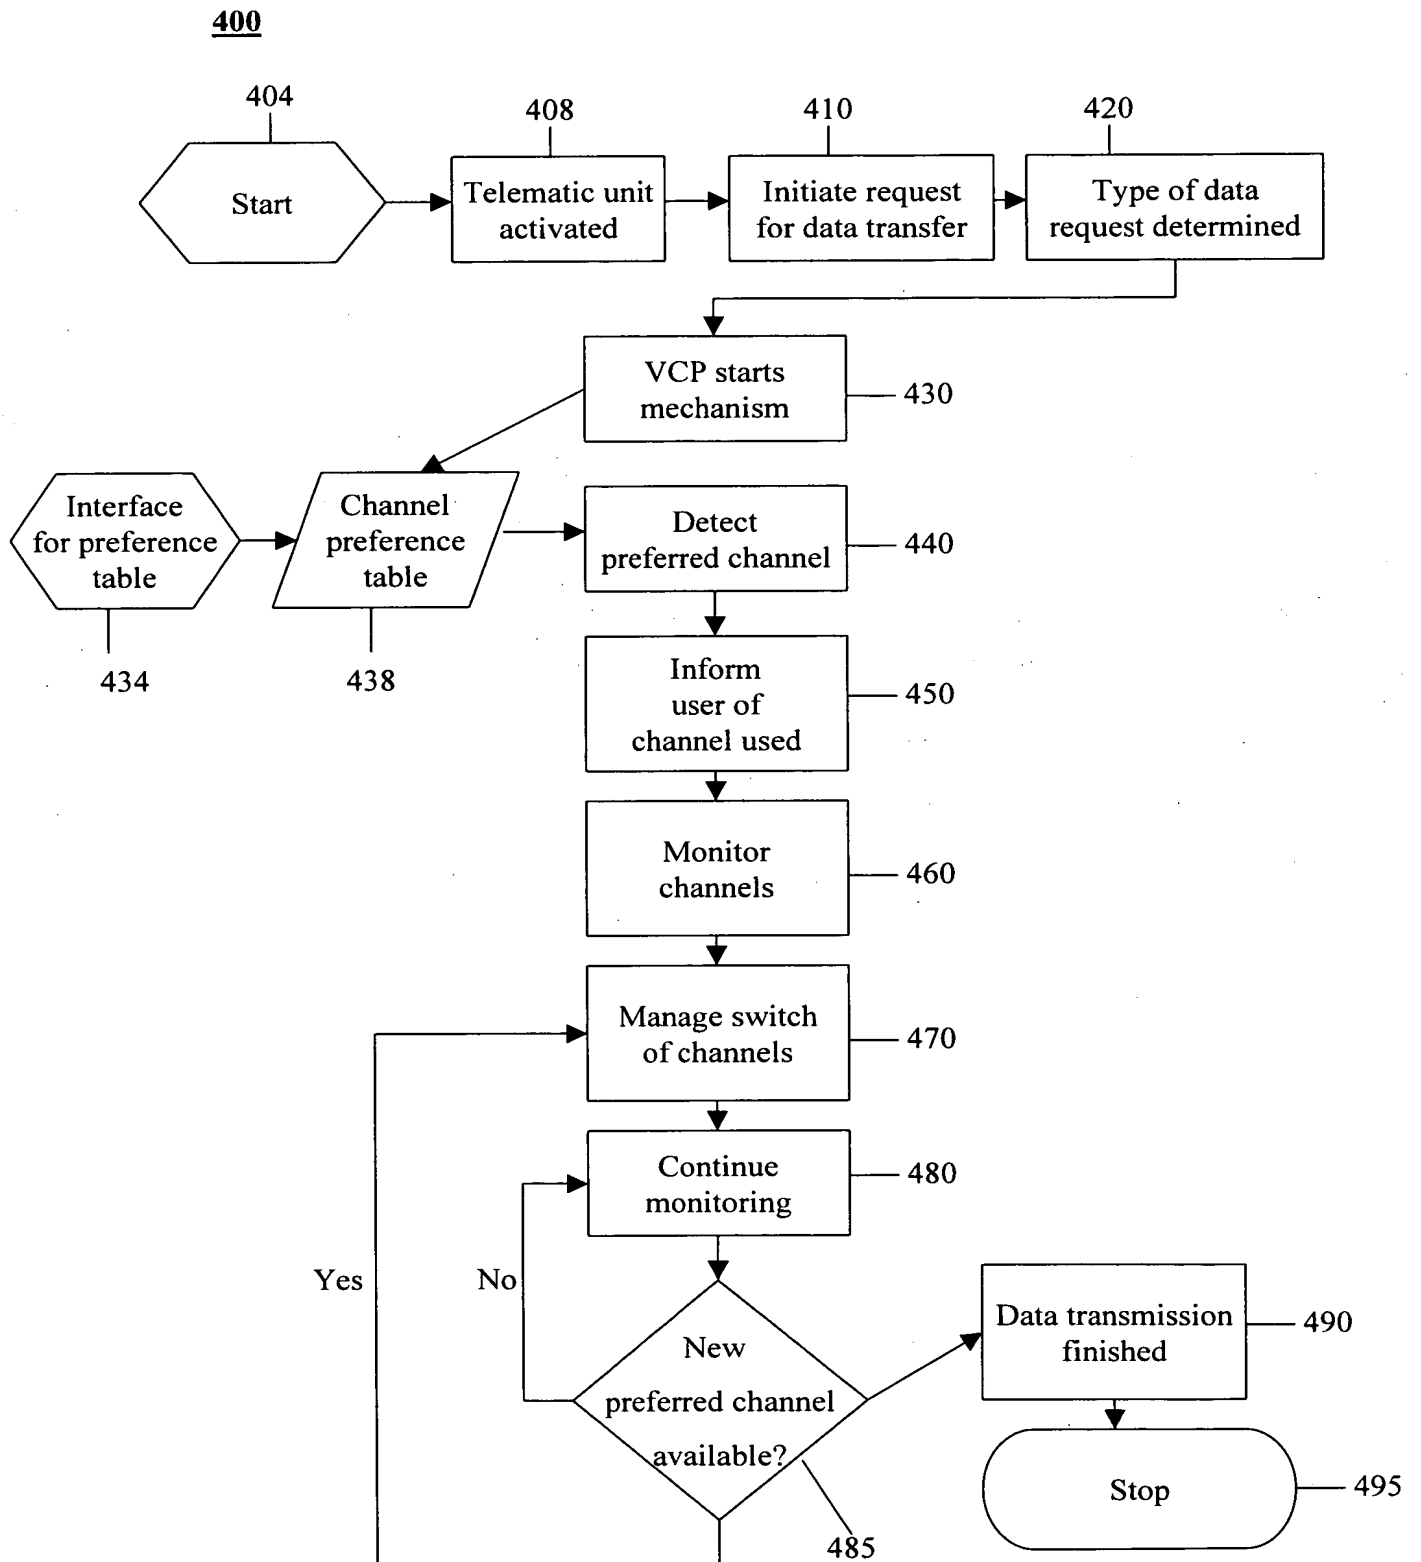 400
404
408
410
420
Start
Telematic unit
activated
Initiate request
for data transfer
Type of data
request determined
VCP starts
mechanism
430
Interface
for preference
table
Channel
preference
table
Detect
preferred channel
440
434
438
Inform
user of
channel used
450
Monitor
channels
460
Manage switch
of channels
470
Continue
monitoring
480
Yes
No
New
preferred channel
available?
485
Data transmission
finished
490
Stop
495